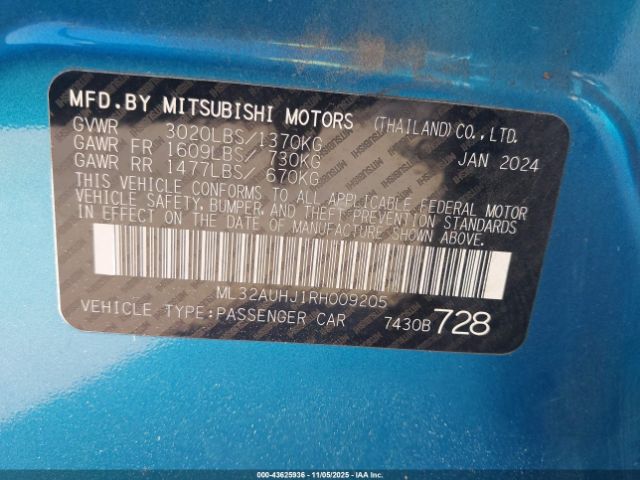 MFD.BY MITSUBISHI MOTORS (THAILAND) CO., LTD.
GVWR 3020LBS/1370KG JAN 2024
GAWR FR 1609LBS/ 730KG
GAWR RR 1477LBS/ 670KG
THIS VEHICLE CONFORMS TO ALL APPLICABLE FEDERAL MOTOR
VEHICLE SAFETY, BUMPER, AND THEFT PREVENTION STANDARDS
IN EFFECT ON THE DATE OF MANUFACTURE SHOWN ABOVE.
ML32AUHJ1RH009205
VEHICLE TYPE:PASSENGER CAR 7430B 728
000-43625936 - 11/05/2025 - IAAI.COM